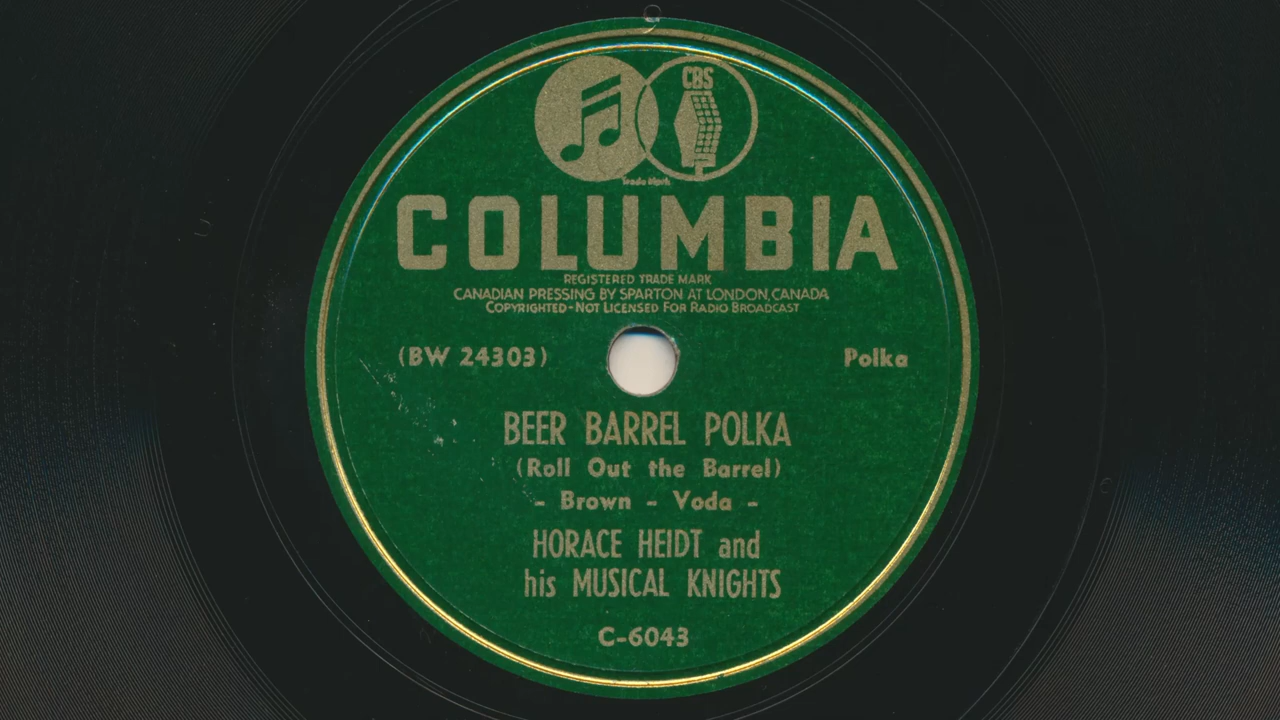 CBS
Trade Mark
COLUMBIA
REGISTERED TRADE MARK
CANADIAN PRESSING BY SPARTON AT LONDON, CANADA
COPYRIGHTED - NOT LICENSED FOR RADIO BROADCAST
(BW 24303) Polka
BEER BARREL POLKA
(Roll Out the Barrel)
- Brown - Voda -
HORACE HEIDT and
his MUSICAL KNIGHTS
C-6043